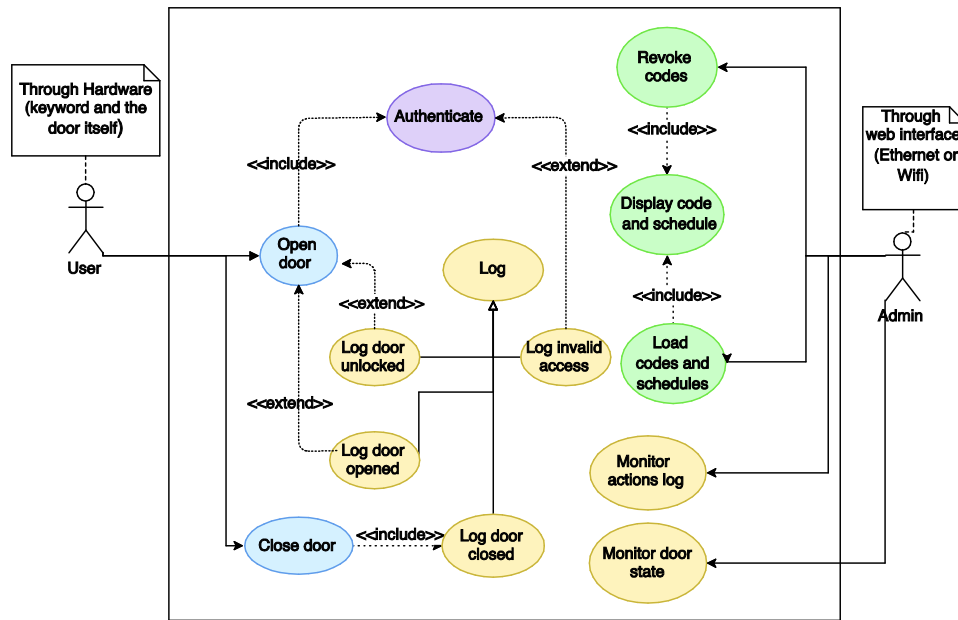 Through Hardware
(keyword and the
door itself)
User
Revoke
codes
Authenticate
<<include>>
<<include>>
<<extend>>
Through
web interface
(Ethernet or
Wifi)
Display code
and schedule
Open
door
Log
<<extend>>
<<include>>
Admin
Log door
unlocked
Log invalid
access
Load
codes and
schedules
<<extend>>
Log door
opened
Monitor
actions log
Close door
<<include>>
Log door
closed
Monitor door
state